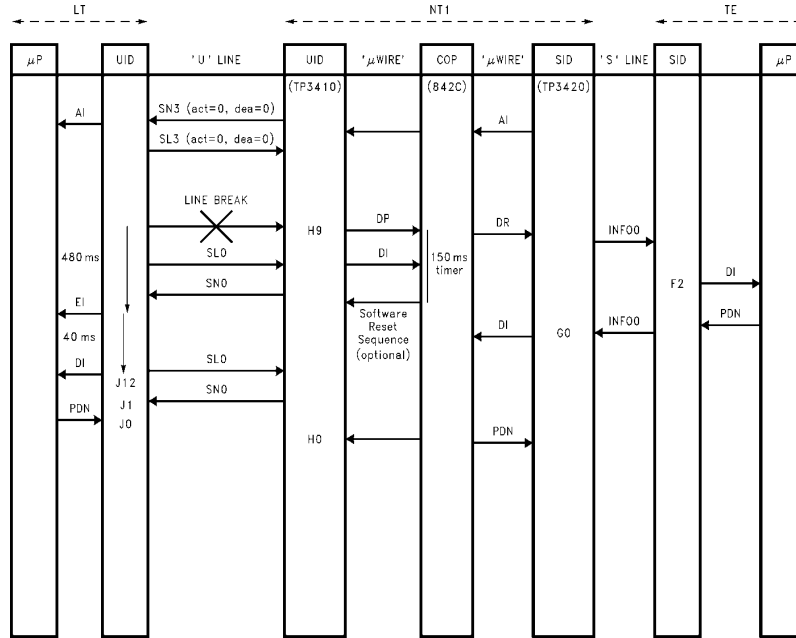 LT NT1 TE
μP UID 'U' LINE UID 'μWIRE' COP 'μWIRE' SID 'S' LINE SID μP
(TP3410) (842C) (TP3420)
SN3 (act=0, dea=0)
AI AI
SL3 (act=0, dea=0)
LINE BREAK
H9 DP DR INFO0
480 ms SL0 DI 150 ms
timer
F2 DI
SN0
EI Software PDN
Reset
40 ms Sequence DI G0 INFO0
(optional)
DI SL0
J12
SN0
PDN J1
J0
H0 PDN